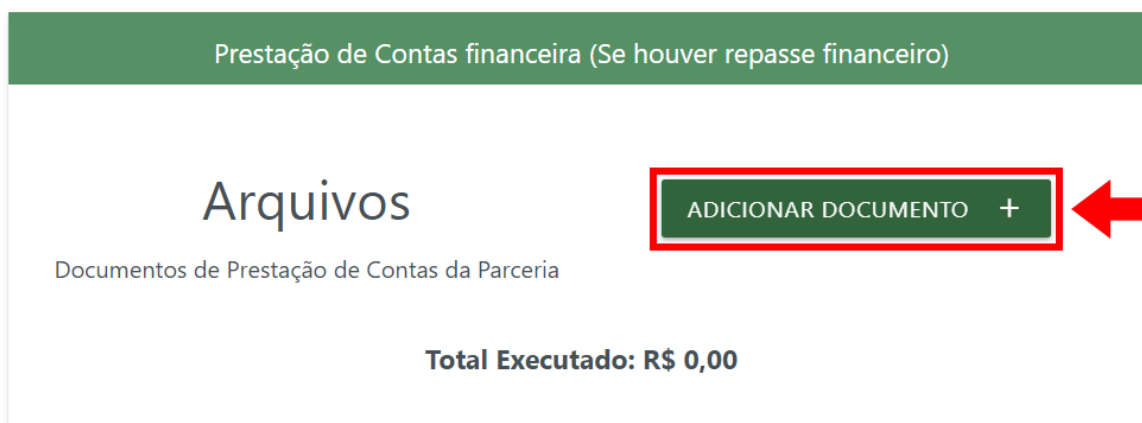 Prestação de Contas financeira (Se houver repasse financeiro)
Arquivos
ADICIONAR DOCUMENTO +
Documentos de Prestação de Contas da Parceria
Total Executado: R$ 0,00